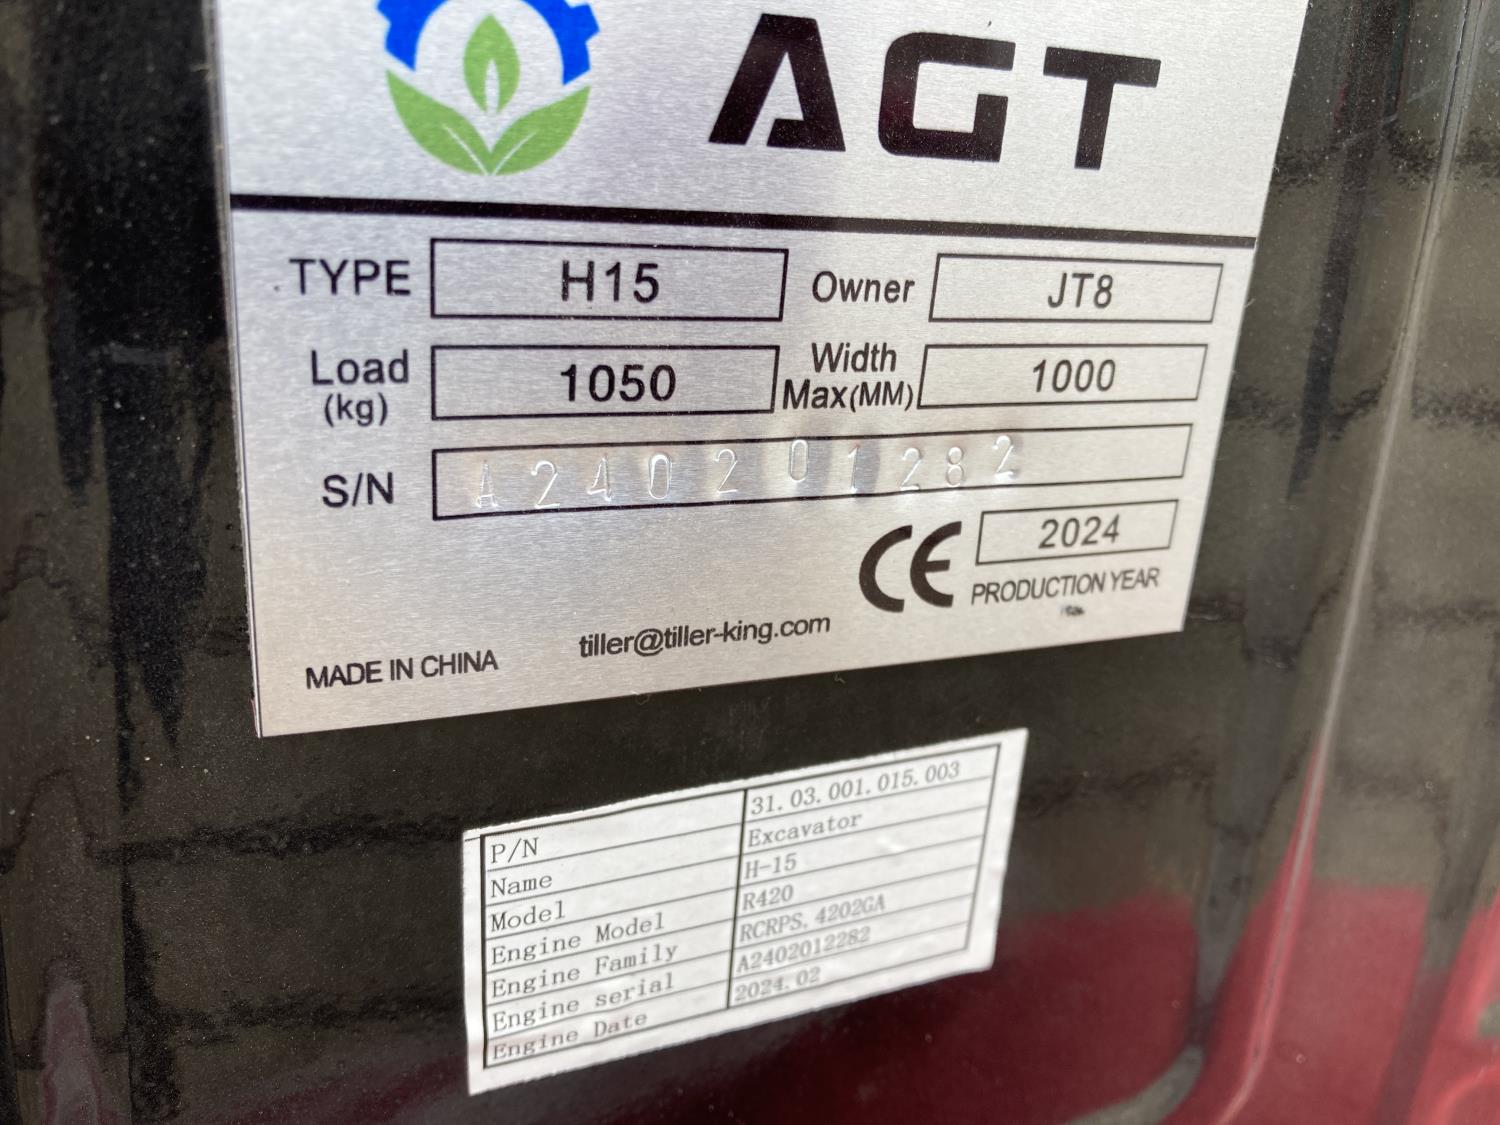 AGT
TYPE H15 Owner JT8
Load (kg) 1050 Width Max(MM) 1000
S/N A240201282
CE 2024
PRODUCTION YEAR
MADE IN CHINA tiller@tiller-king.com
P/N 31.03.001.015.003
Name Excavator
Model H-15
Engine Model R420
Engine Family RCRPS.4202GA
Engine serial A2402012282
Engine Date 2024.02